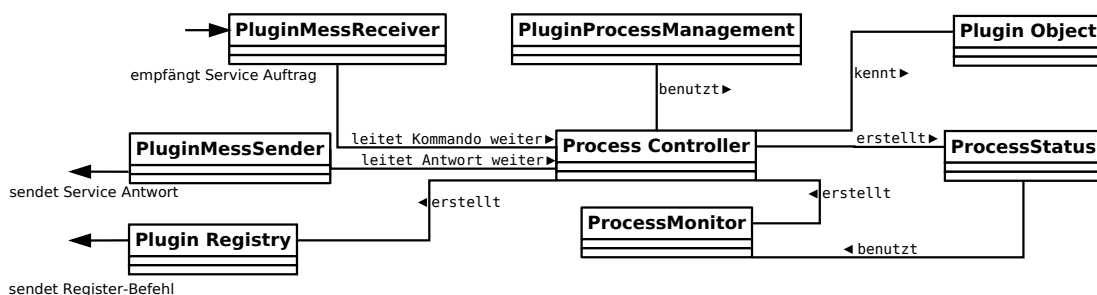 PluginMessReceiver
PluginProcessManagement
Plugin Object
empfängt Service Auftrag
benutzt ►
kennt ►
leitet Kommando weiter ►
PluginMessSender
Process Controller
erstellt ►
ProcessStatus
leitet Antwort weiter ►
sendet Service Antwort
◄ erstellt
◄ erstellt
ProcessMonitor
Plugin Registry
◄ benutzt
sendet Register-Befehl